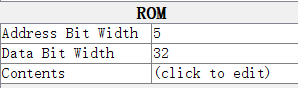 ROM
Address Bit Width 5
Data Bit Width 32
Contents (click to edit)